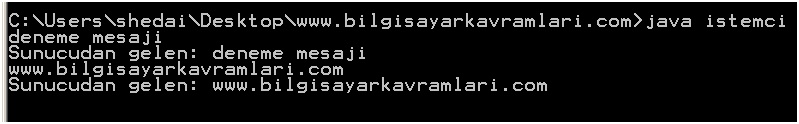 C:\Users\shedai\Desktop\www.bilgisayarkavramlari.com>java istemci
deneme mesaji
Sunucudan gelen: deneme mesaji
www.bilgisayarkavramlari.com
Sunucudan gelen: www.bilgisayarkavramlari.com